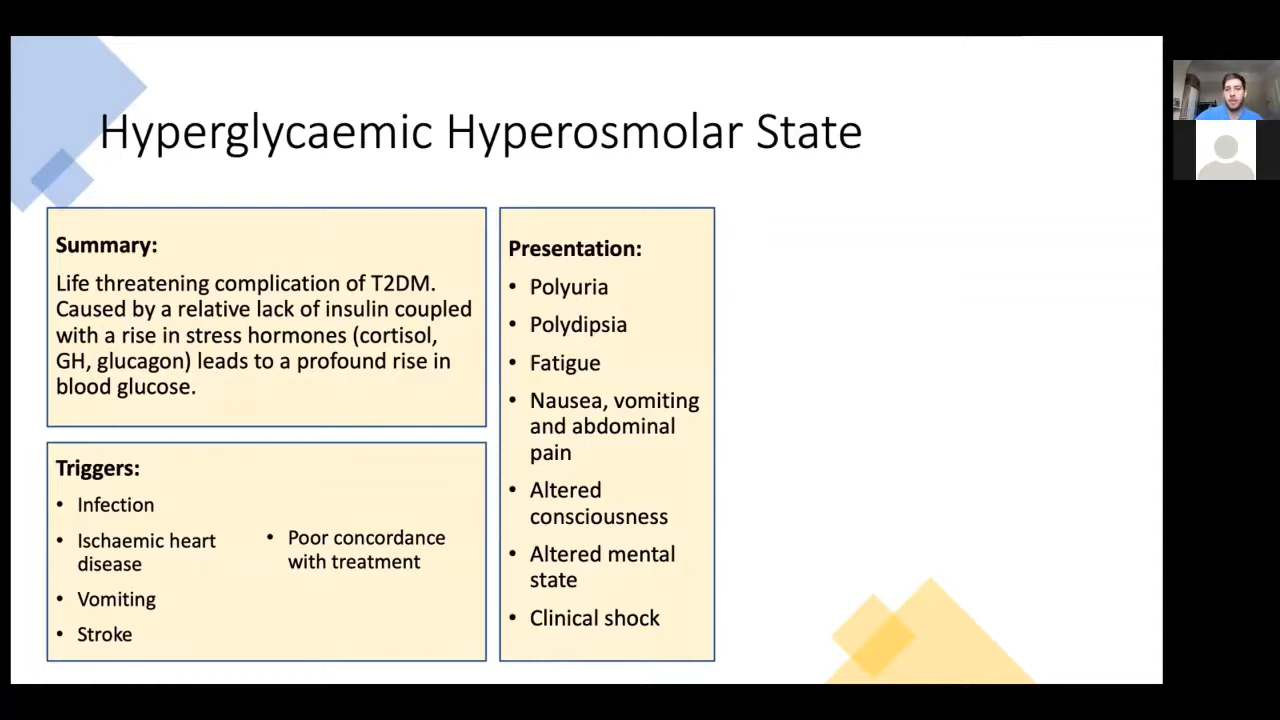 Hyperglycaemic Hyperosmolar State
Summary:
Life threatening complication of T2DM.
Caused by a relative lack of insulin coupled
with a rise in stress hormones (cortisol,
GH, glucagon) leads to a profound rise in
blood glucose.
Triggers:
• Infection
• Ischaemic heart
disease
• Vomiting
• Stroke
• Poor concordance
with treatment
Presentation:
• Polyuria
• Polydipsia
• Fatigue
• Nausea, vomiting
and abdominal
pain
• Altered
consciousness
• Altered mental
state
• Clinical shock